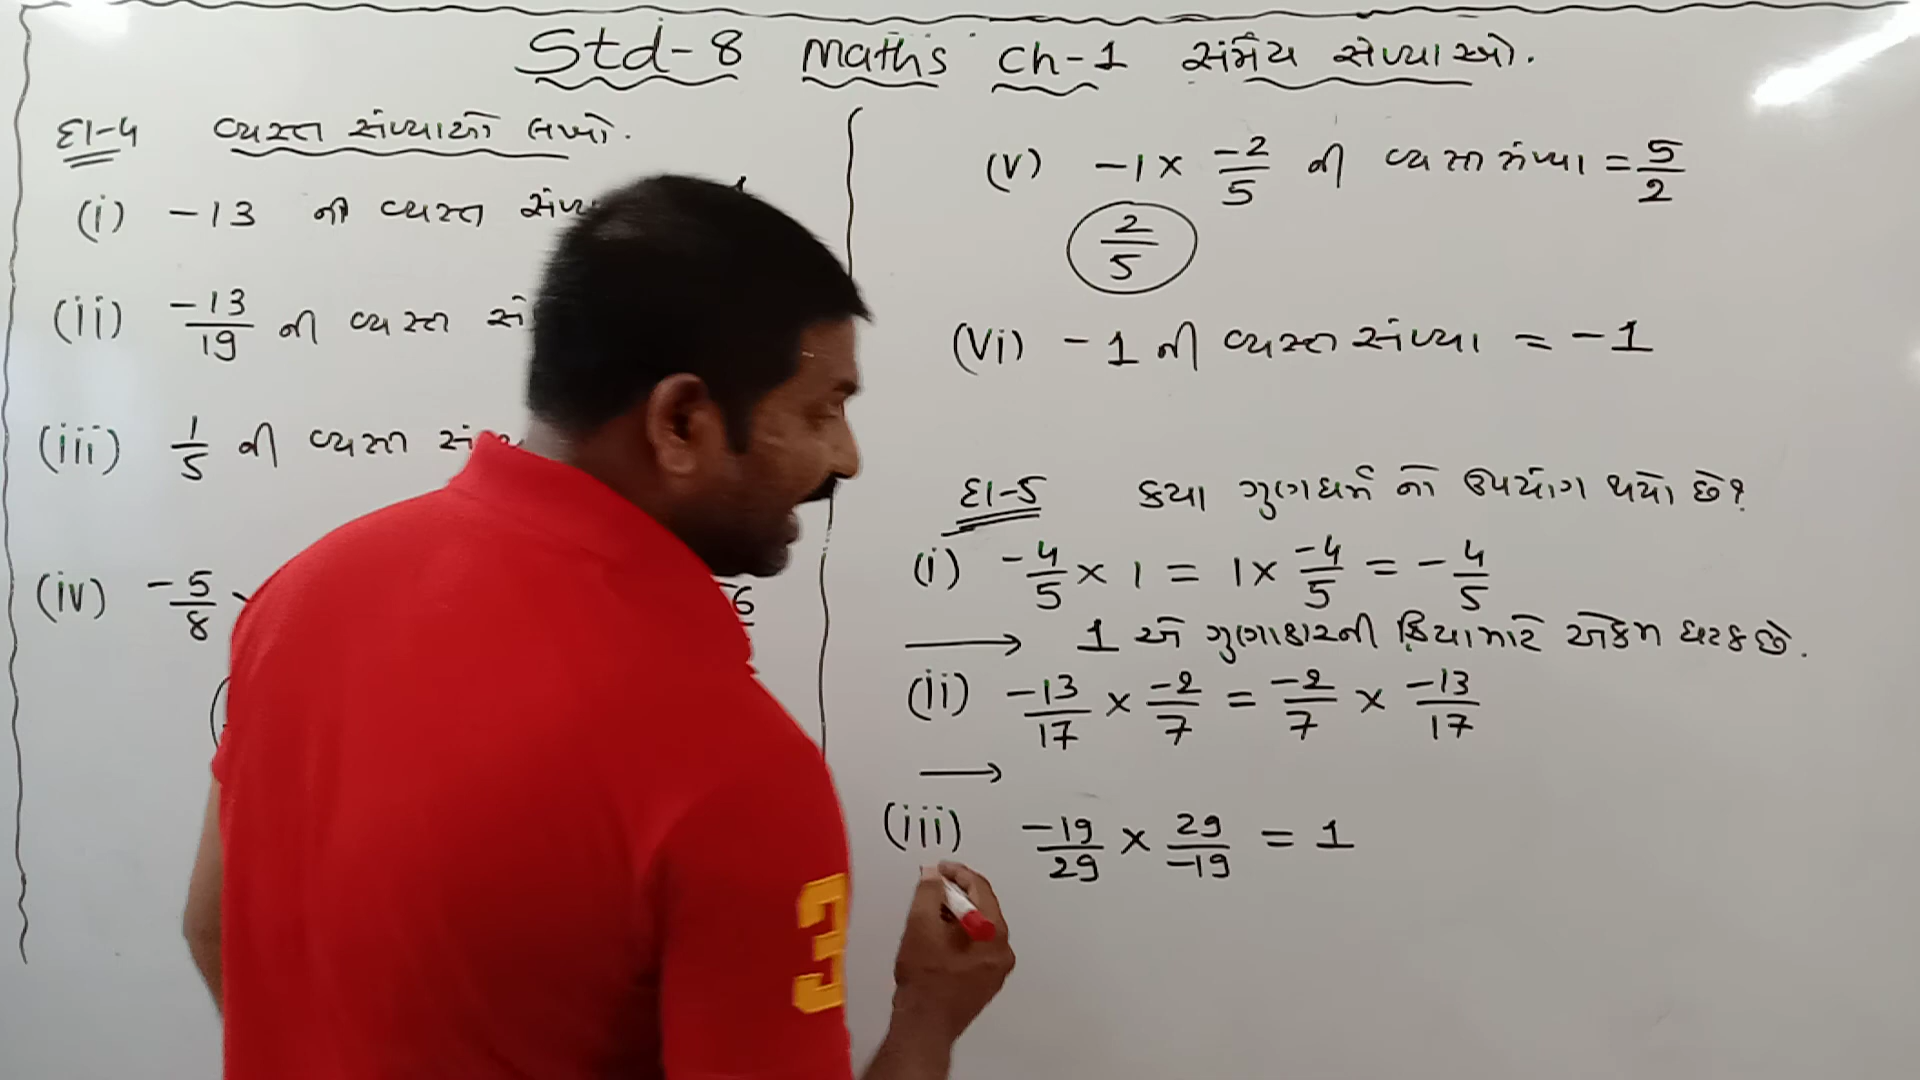 Std-8 Maths Ch-1 સંમેય સંખ્યાઓ.
દા-4 વ્યસ્ત સંખ્યાઓ લખો.
(i) -13 ની વ્યસ્ત
(ii) -13/19 ની વ્યસ્ત
(iii) 1/5 ની વ્યસ્ત
(iv) -5/8
(v) -1 × -2/5 ની વ્યસ્ત સંખ્યા = 5/2
2/5
(vi) -1 ની વ્યસ્ત સંખ્યા = -1
દા-5 કયા ગુણધર્મ નો ઉપયોગ થયો છે?
(i) -4/5 × 1 = 1 × -4/5 = -4/5
→ 1 એ ગુણાકારની ક્રિયા માટે એકમ ઘટક છે.
(ii) -13/17 × -2/7 = -2/7 × -13/17
→
(iii) -19/29 × 29/-19 = 1
3